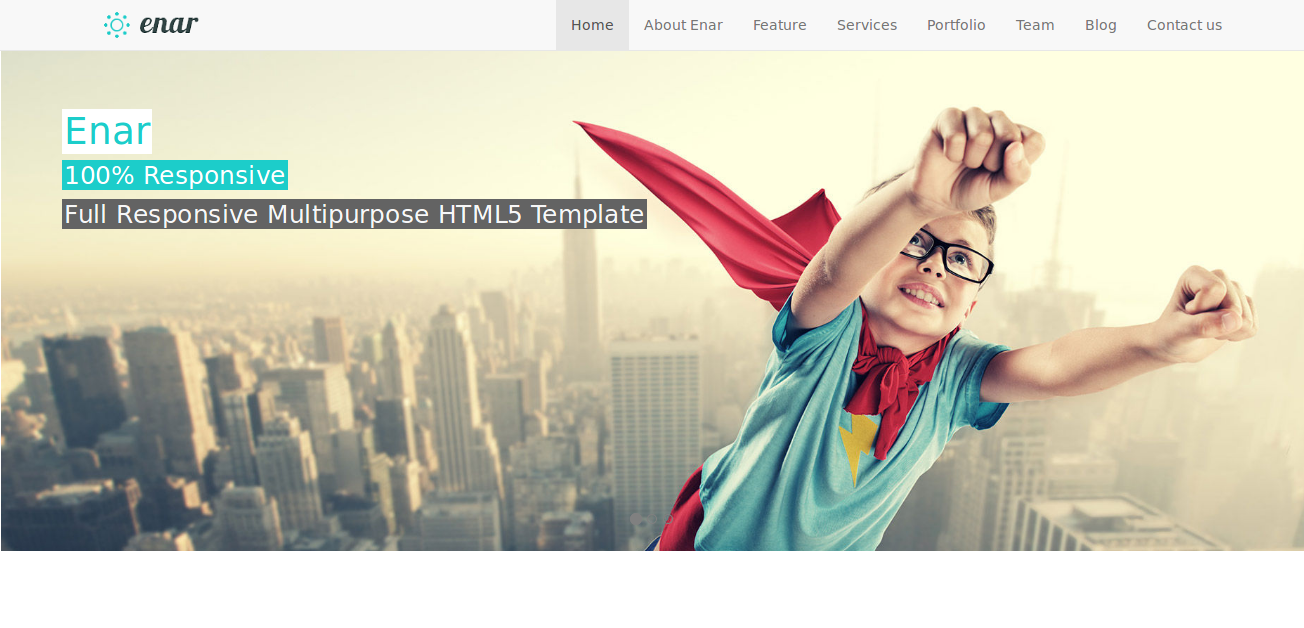 enar
Home About Enar Feature Services Portfolio Team Blog Contact us
Enar
100% Responsive
Full Responsive Multipurpose HTML5 Template